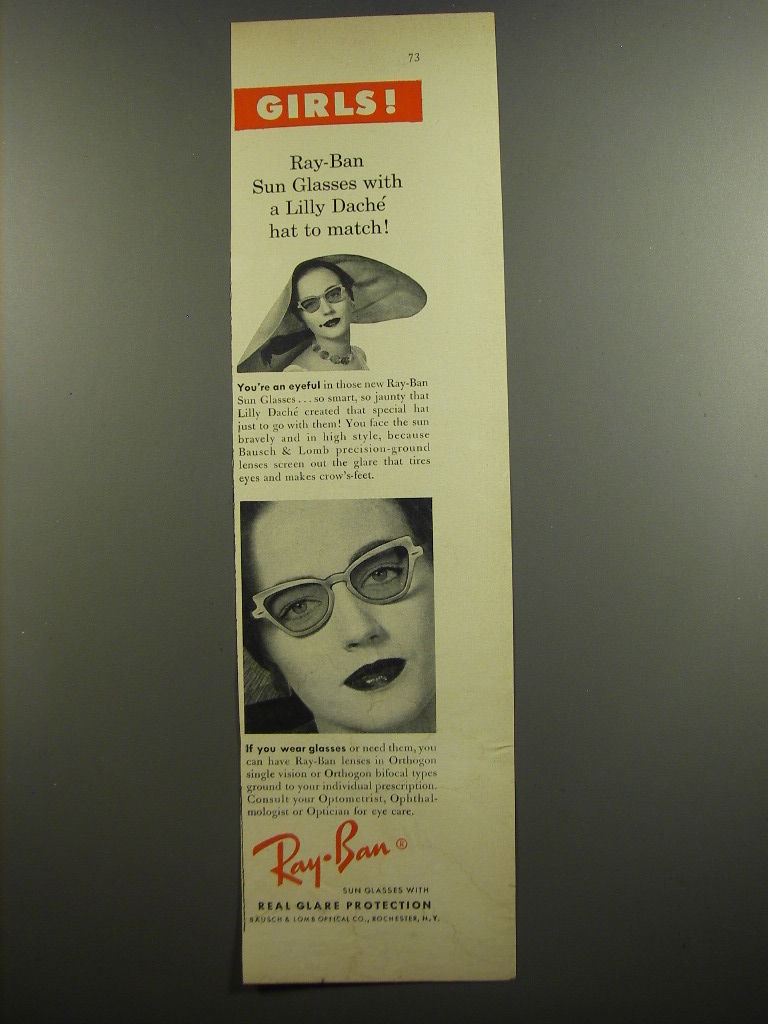 73
GIRLS!
Ray-Ban
Sun Glasses with
a Lilly Daché
hat to match!
You're an eyeful in those new Ray-Ban
Sun Glasses... so smart, so jaunty that
Lilly Daché created that special hat
just to go with them! You face the sun
bravely and in high style, because
Bausch & Lomb precision-ground
lenses screen out the glare that tires
eyes and makes crow's-feet.
If you wear glasses or need them, you
can have Ray-Ban lenses in Orthogon
single vision or Orthogon bifocal types
ground to your individual prescription.
Consult your Optometrist, Ophthal-
mologist or Optician for eye care.
Ray-Ban®
SUN GLASSES WITH
REAL GLARE PROTECTION
BAUSCH & LOMB OPTICAL CO., ROCHESTER, N.Y.